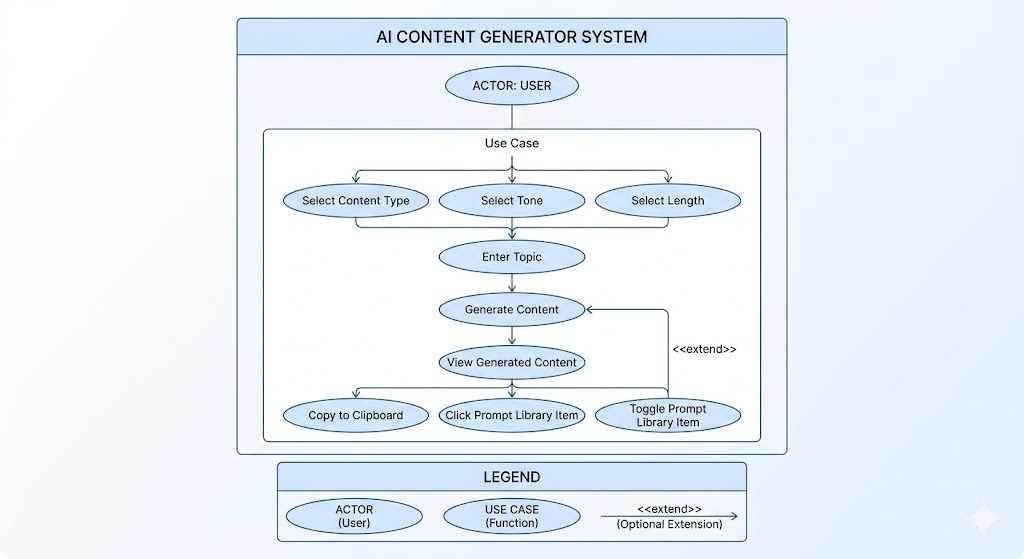 AI CONTENT GENERATOR SYSTEM
ACTOR: USER
Use Case
Select Content Type
Select Tone
Select Length
Enter Topic
Generate Content
<<extend>>
View Generated Content
Copy to Clipboard
Click Prompt Library Item
Toggle Prompt
Library Item
LEGEND
ACTOR
(User)
USE CASE
(Function)
<<extend>>
(Optional Extension)